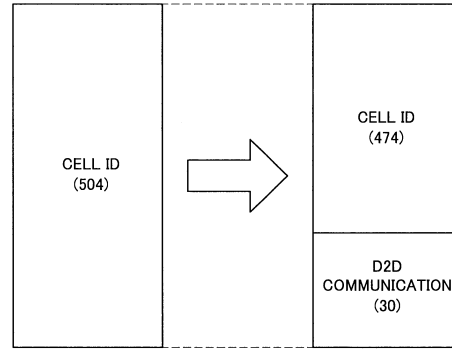 CELL ID
(504)
CELL ID
(474)
D2D
COMMUNICATION
(30)